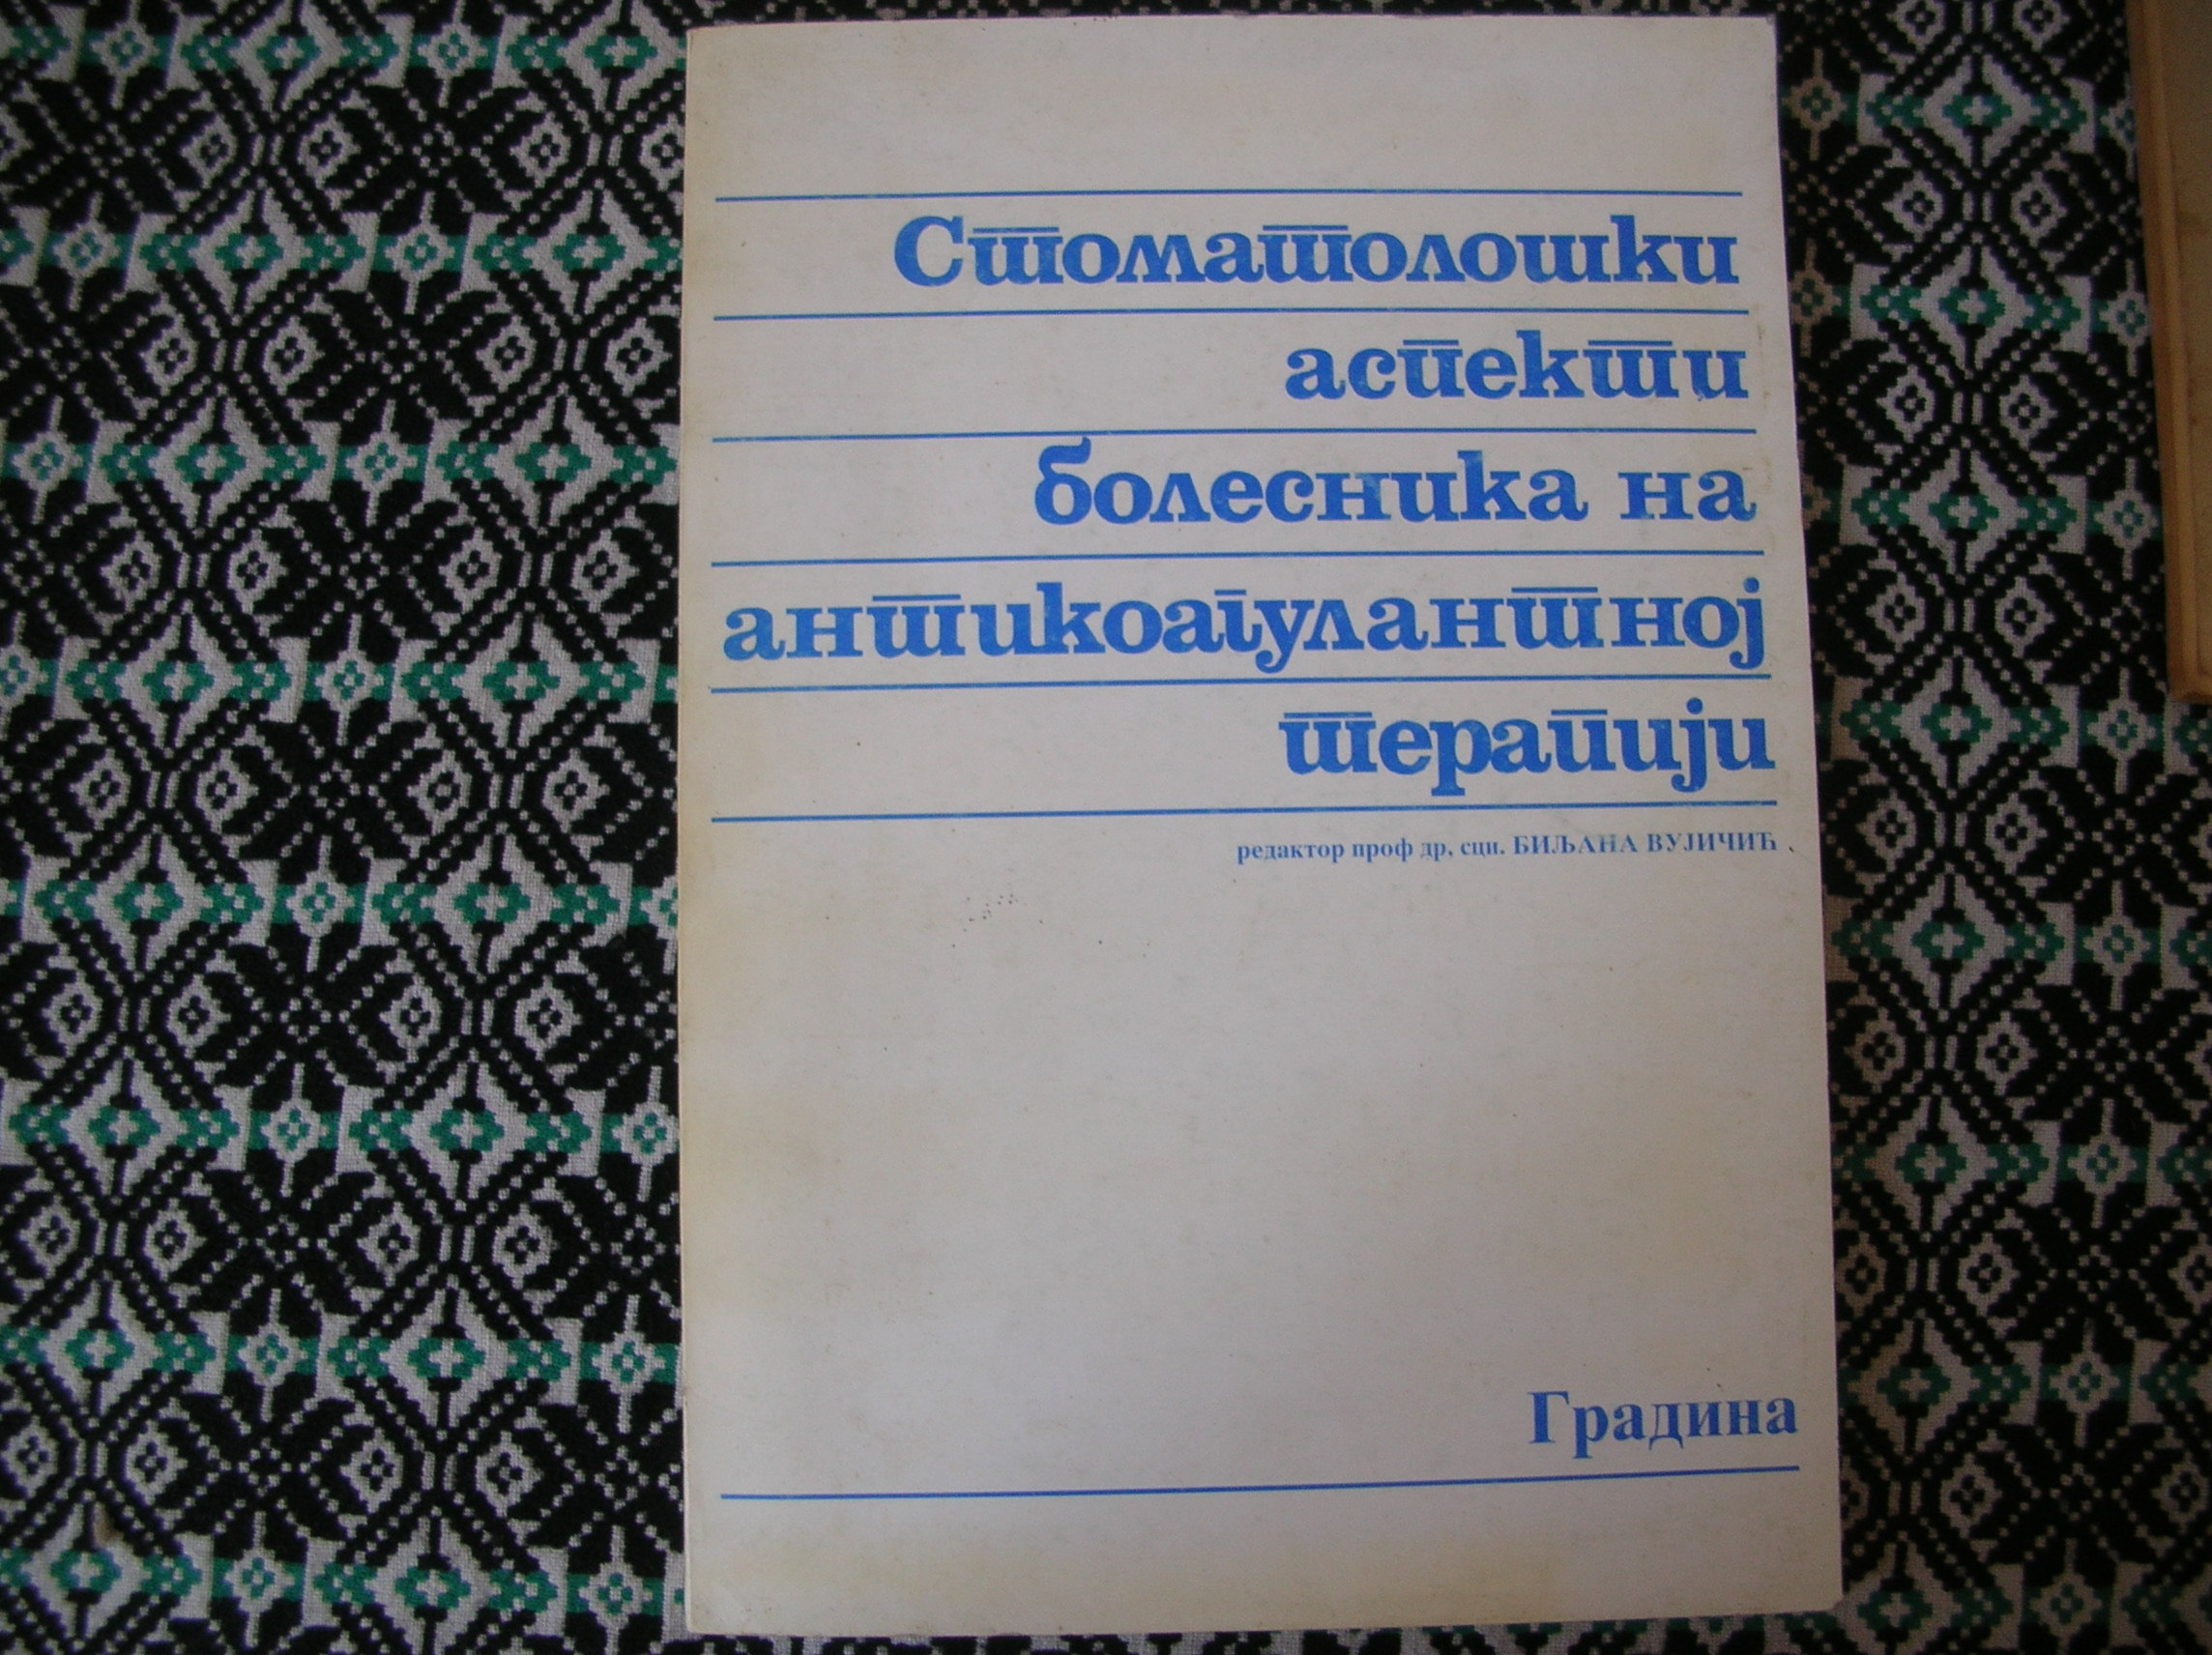 Стоматолошки
аспекти
болесника на
антикоагулантној
терапији
редактор проф др, сци. БИЉАНА ВУЈИЧИЋ
Градина